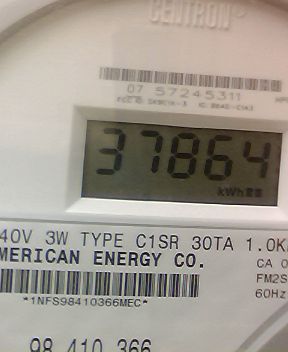 CENTRON
07 57245311
37864
kWh
40V 3W TYPE C1SR 30TA 1.0K
MERICAN ENERGY CO.
CA 0
FM2S
*1NFS98410366MEC*
60Hz
98 410 366